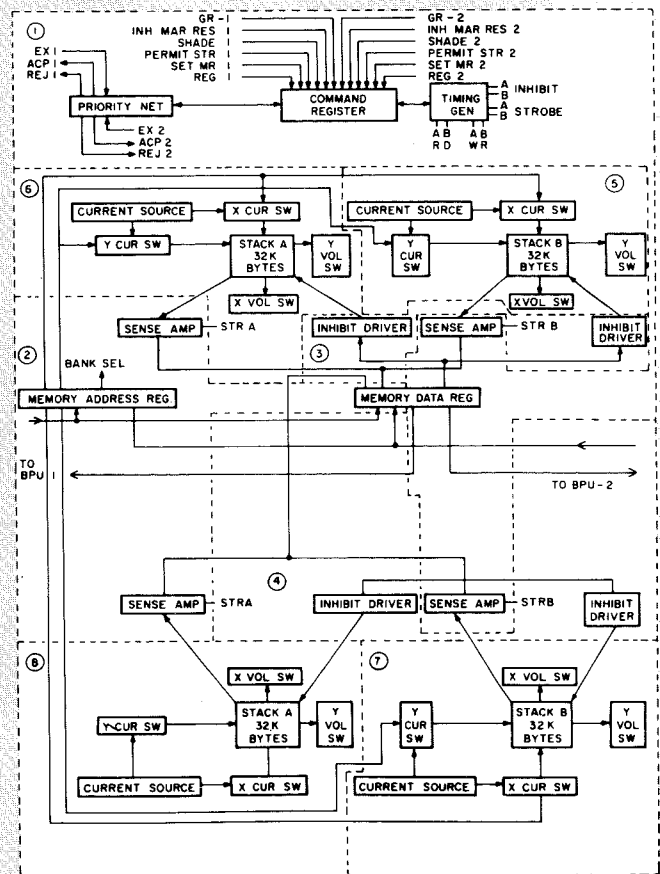 1
GR-1
INH MAR RES 1
SHADE 1
PERMIT STR 1
SET MR 1
REG 1
GR-2
INH MAR RES 2
SHADE 2
PERMIT STR 2
SET MR 2
REG 2
EX 1
ACP 1
REJ 1
PRIORITY NET
COMMAND
REGISTER
TIMING
GEN
A
B
INHIBIT
A
B
STROBE
EX 2
ACP 2
REJ 2
A B
R D
A B
W R
6
5
CURRENT SOURCE
X CUR SW
CURRENT SOURCE
X CUR SW
Y CUR SW
STACK A
32K
BYTES
Y
VOL
SW
Y
CUR
SW
STACK B
32K
BYTES
Y
VOL
SW
X VOL SW
X VOL SW
SENSE AMP
STR A
INHIBIT DRIVER
SENSE AMP
STR B
INHIBIT
DRIVER
2
3
BANK SEL
MEMORY ADDRESS REG.
MEMORY DATA REG
TO
BPU 1
TO BPU-2
4
SENSE AMP
STRA
INHIBIT DRIVER
SENSE AMP
STRB
INHIBIT
DRIVER
8
7
X VOL SW
X VOL SW
Y CUR SW
STACK A
32K
BYTES
Y
VOL
SW
Y
CUR
SW
STACK B
32K
BYTES
Y
VOL
SW
CURRENT SOURCE
X CUR SW
CURRENT SOURCE
X CUR SW